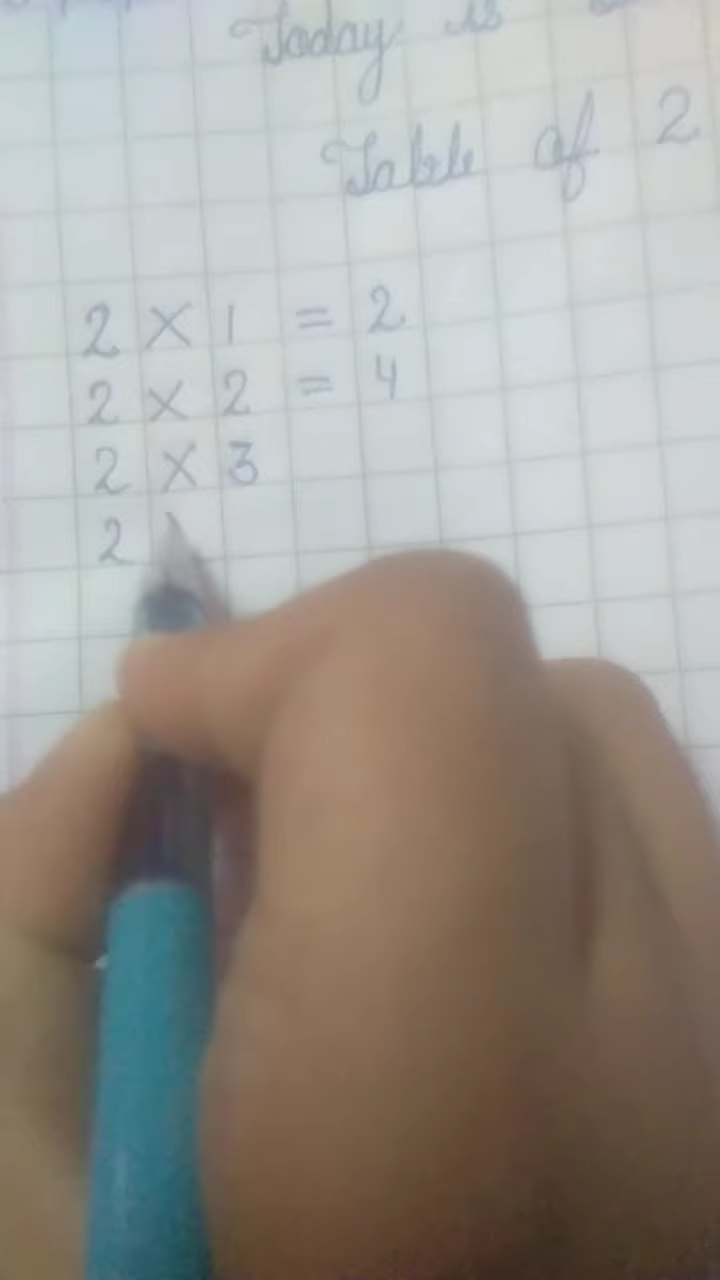 Today is
Table of 2
2 × 1 = 2
2 × 2 = 4
2 × 3
2